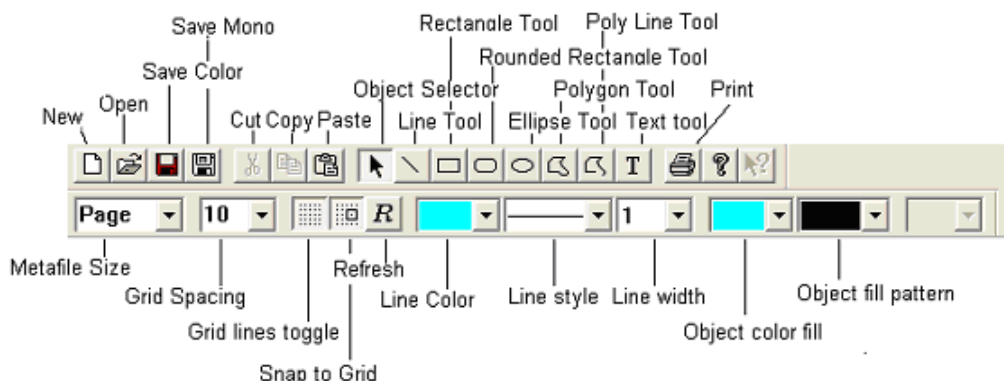 Save Mono
Rectangle Tool
Poly Line Tool
Save Color
Rounded Rectangle Tool
Open
Object Selector
Polygon Tool
Print
New
Cut Copy Paste
Line Tool
Ellipse Tool
Text tool
T
?
?
Page
10
R
1
Metafile Size
Refresh
Grid Spacing
Line Color
Line style
Line width
Object fill pattern
Grid lines toggle
Object color fill
Snap to Grid